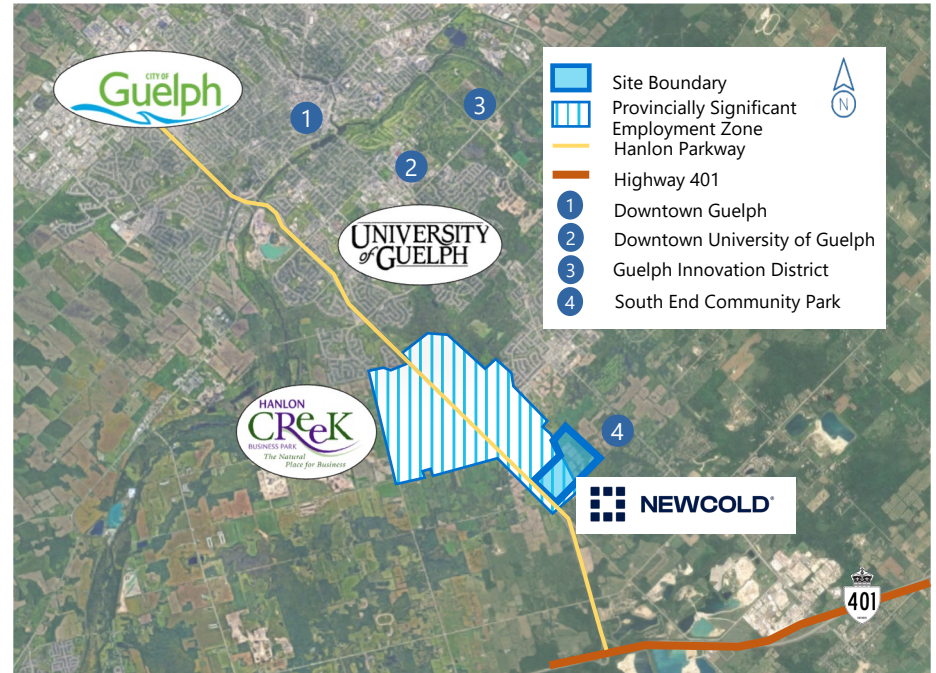 CITY OF
Guelph
1
3
2
UNIVERSITY
of GUELPH
HANLON
CReeK
BUSINESS PARK
The Natural
Place for Business
4
NEWCOLD
401
Site Boundary
Provincially Significant
Employment Zone
Hanlon Parkway
Highway 401
1 Downtown Guelph
2 Downtown University of Guelph
3 Guelph Innovation District
4 South End Community Park
N